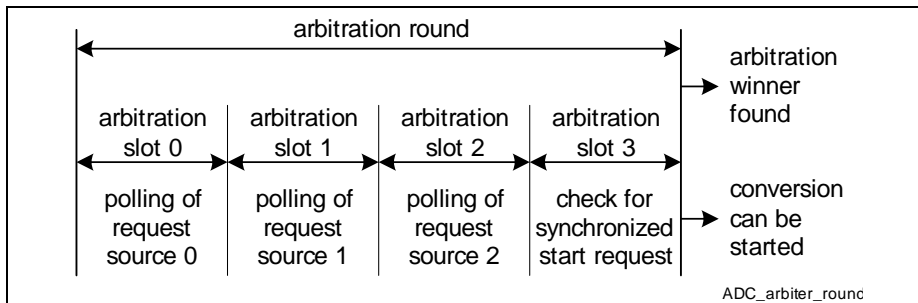 arbitration round
arbitration
winner
found
arbitration
slot 0
arbitration
slot 1
arbitration
slot 2
arbitration
slot 3
polling of
request
source 0
polling of
request
source 1
polling of
request
source 2
check for
synchronized
start request
conversion
can be
started
ADC_arbiter_round